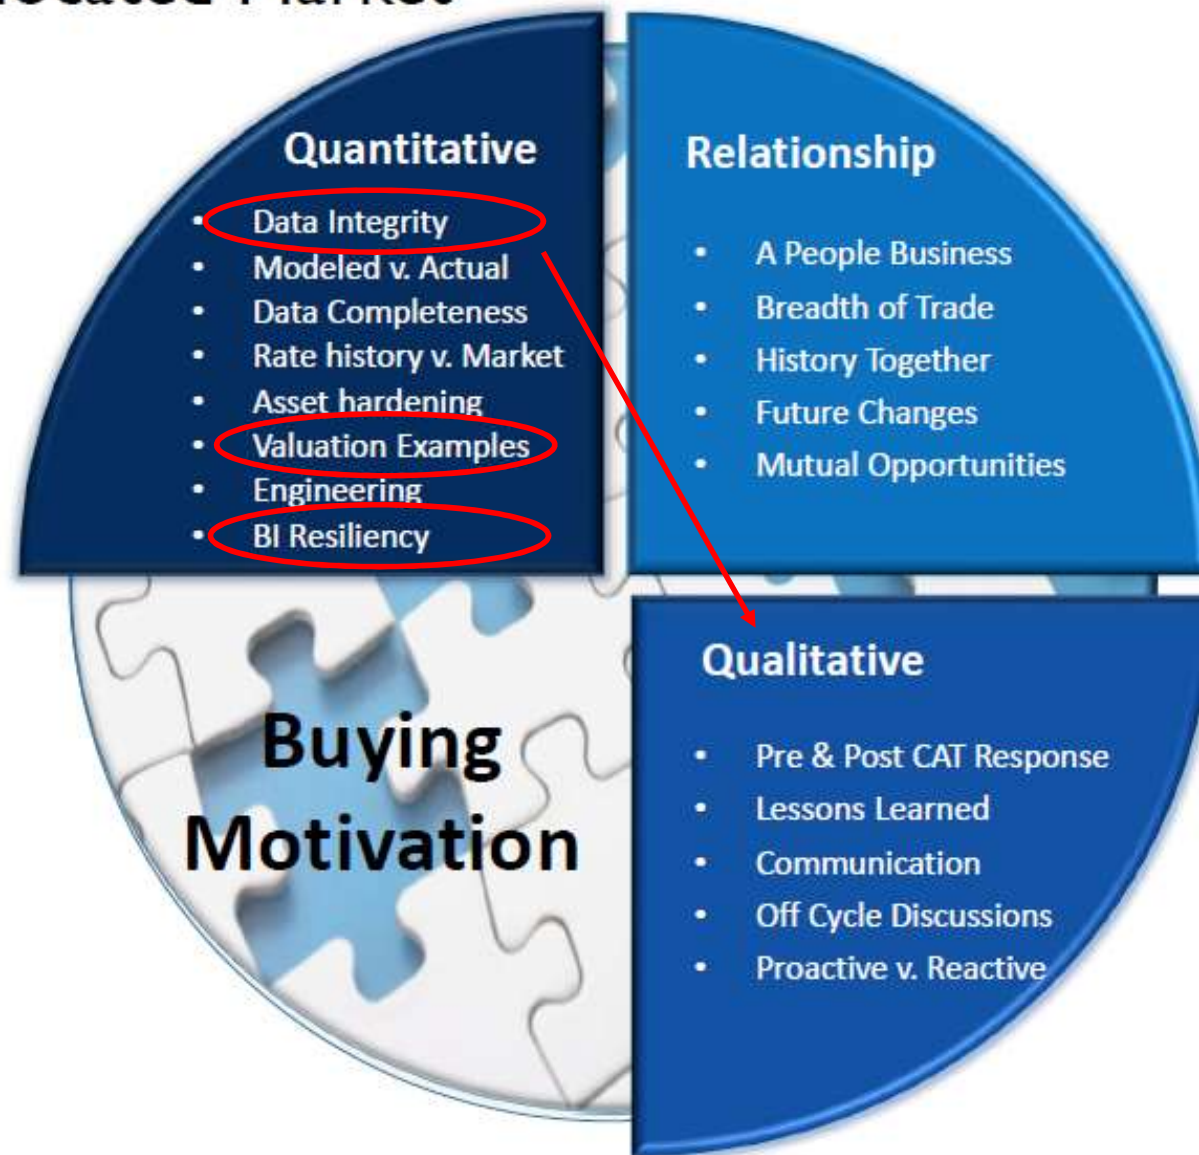 Quantitative
• Data Integrity
• Modeled v. Actual
• Data Completeness
• Rate history v. Market
• Asset hardening
• Valuation Examples
• Engineering
• BI Resiliency
Relationship
• A People Business
• Breadth of Trade
• History Together
• Future Changes
• Mutual Opportunities
Buying
Motivation
Qualitative
• Pre & Post CAT Response
• Lessons Learned
• Communication
• Off Cycle Discussions
• Proactive v. Reactive